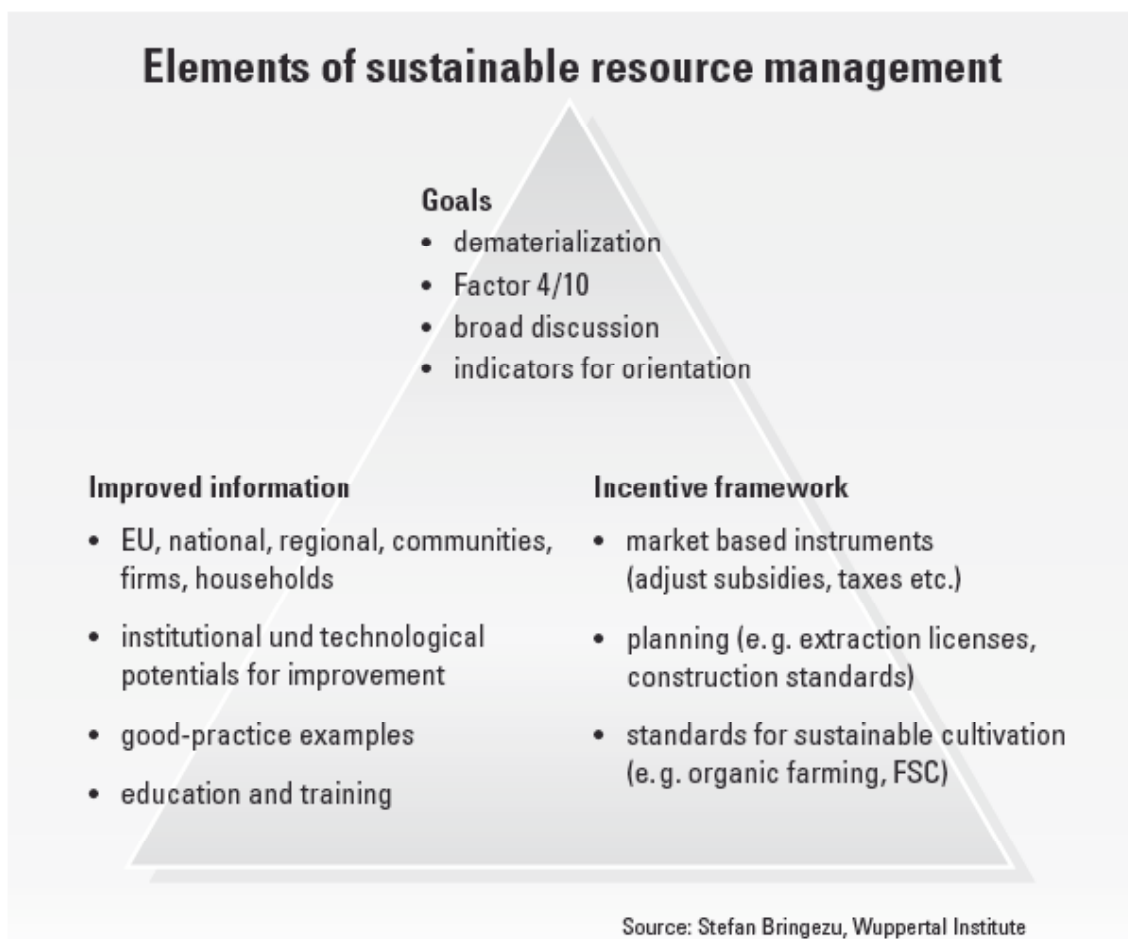 Elements of sustainable resource management
Goals
• dematerialization
• Factor 4/10
• broad discussion
• indicators for orientation
Improved information
• EU, national, regional, communities,
firms, households
• institutional und technological
potentials for improvement
• good-practice examples
• education and training
Incentive framework
• market based instruments
(adjust subsidies, taxes etc.)
• planning (e. g. extraction licenses,
construction standards)
• standards for sustainable cultivation
(e. g. organic farming, FSC)
Source: Stefan Bringezu, Wuppertal Institute